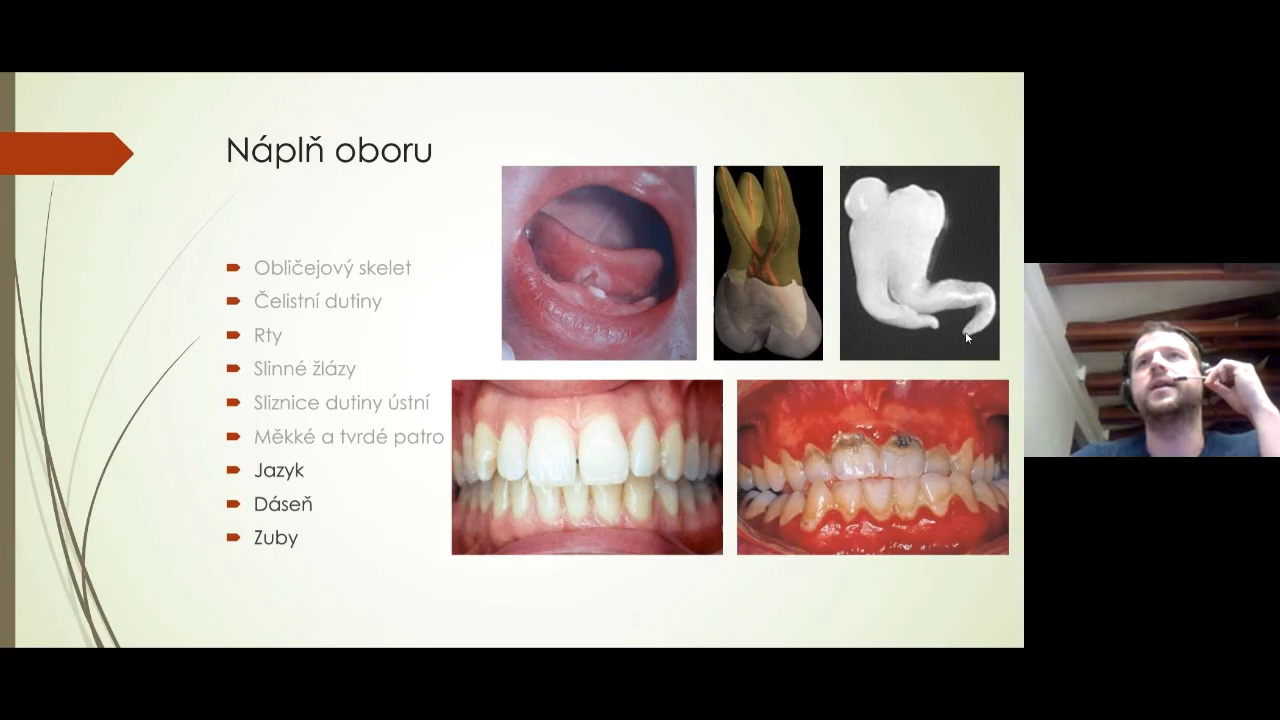 Náplň oboru
Obličejový skelet
Čelistní dutiny
Rty
Slinné žlázy
Sliznice dutiny ústní
Měkké a tvrdé patro
Jazyk
Dáseň
Zuby